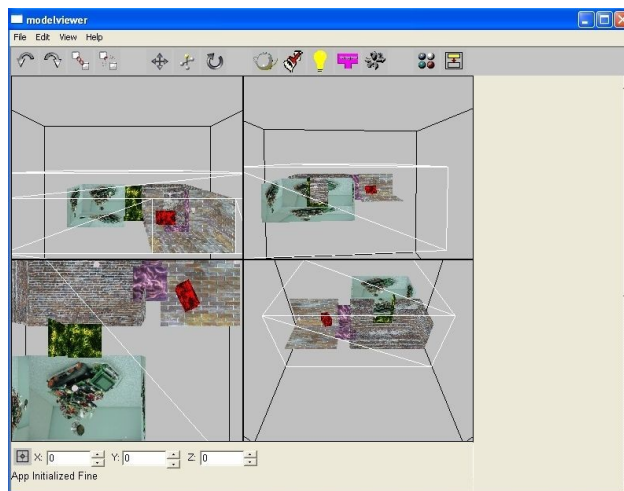 modelviewer
File Edit View Help
X: 0 Y: 0 Z: 0
App Initialized Fine